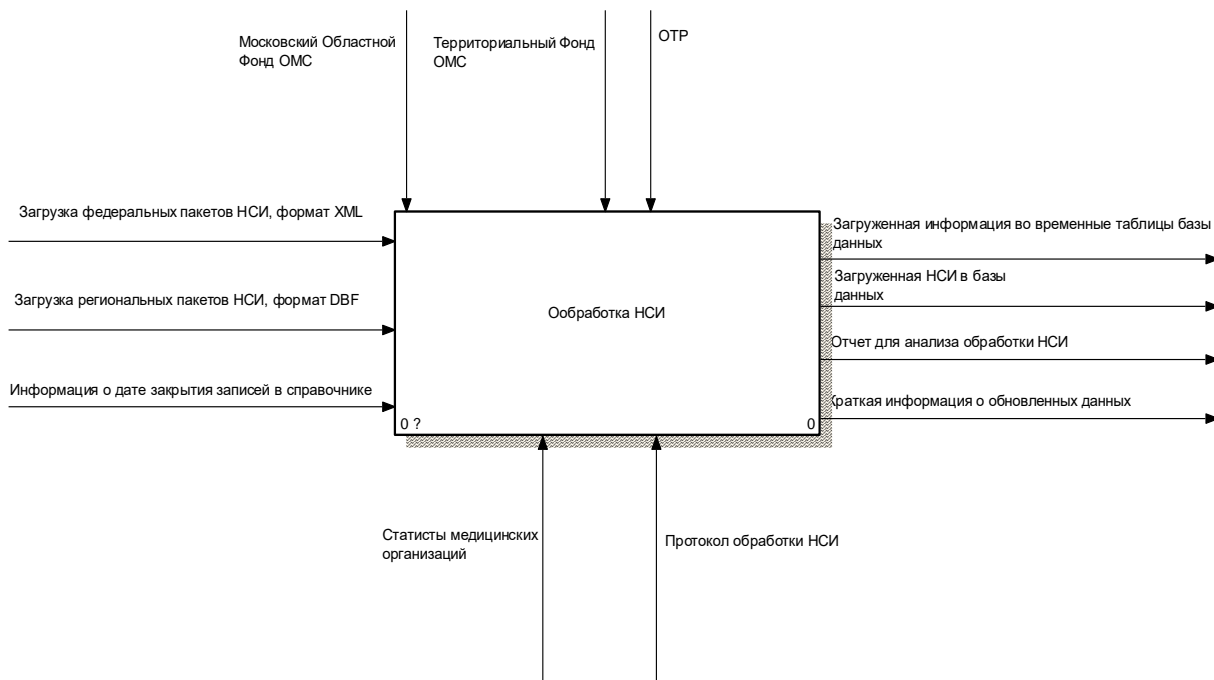 Московский Областной
Фонд ОМС
Территориальный Фонд
ОМС
ОТР
Загрузка федеральных пакетов НСИ, формат XML
Загрузка региональных пакетов НСИ, формат DBF
Информация о дате закрытия записей в справочнике
Ообработка НСИ
0 ?
0
Загруженная информация во временные таблицы базы
данных
Загруженная НСИ в базы
данных
Отчет для анализа обработки НСИ
Краткая информация о обновленных данных
Статисты медицинских
организаций
Протокол обработки НСИ